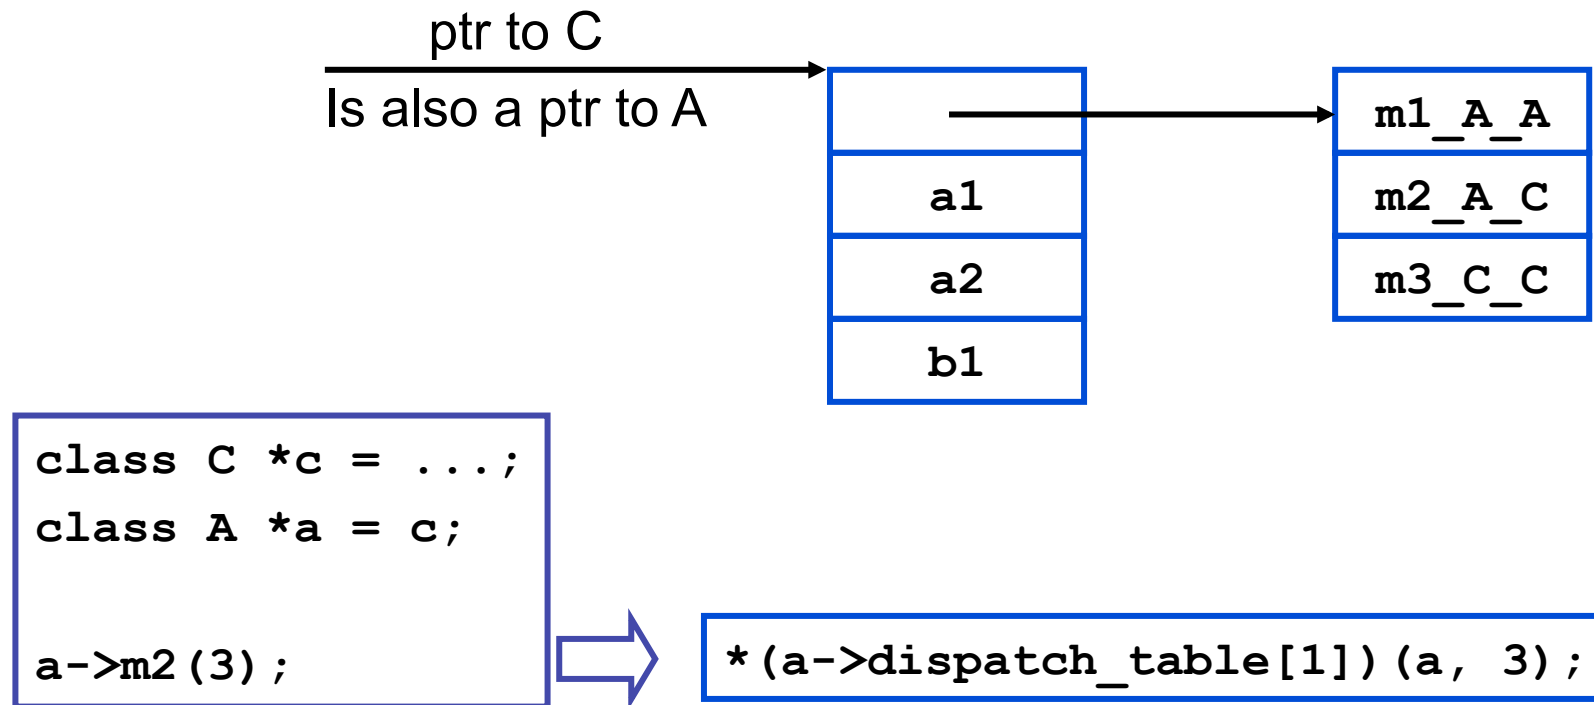 ptr to C
Is also a ptr to A
m1_A_A
a1
m2_A_C
a2
m3_C_C
b1
class C *c = ...;
class A *a = c;
a->m2(3);
*(a->dispatch_table[1])(a, 3);